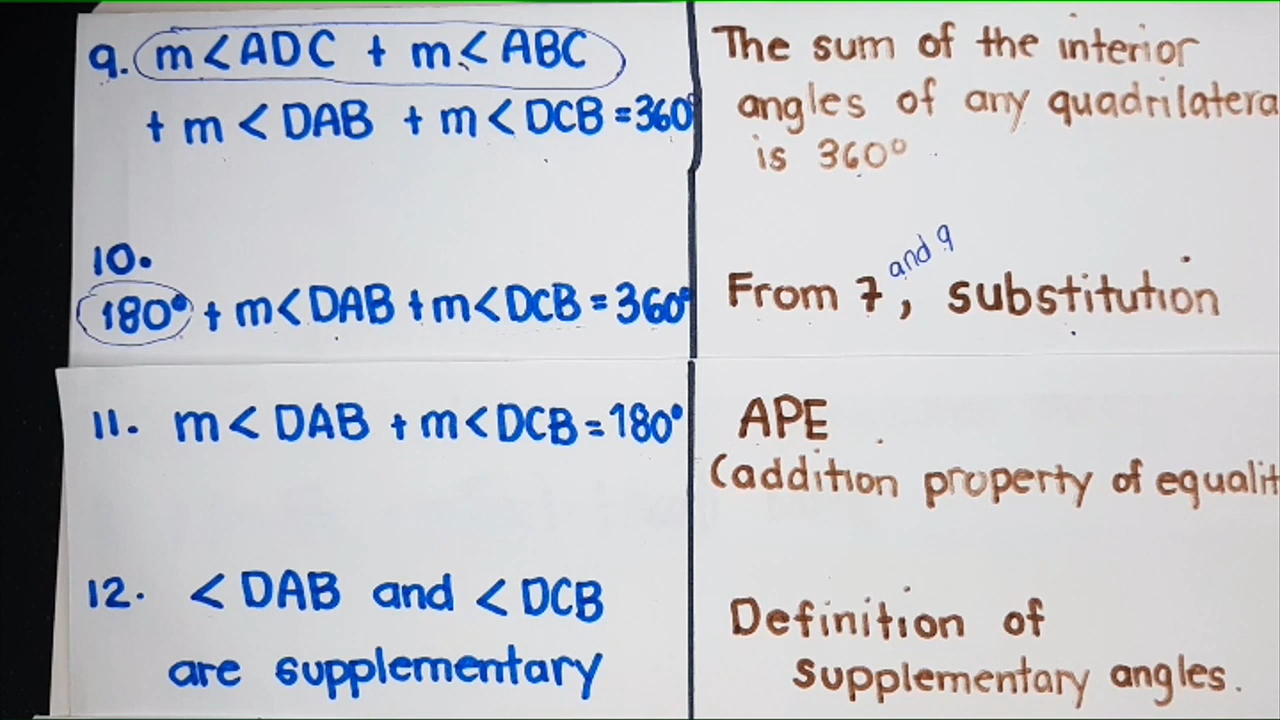 9. m<ADC + m<ABC
+ m<DAB + m<DCB = 360°
The sum of the interior
angles of any quadrilatera
is 360°
10.
180° + m<DAB + m<DCB = 360°
and 9
From 7, substitution
11. m<DAB + m<DCB = 180°
APE
(addition property of equalit
12. <DAB and <DCB
are supplementary
Definition of
supplementary angles.